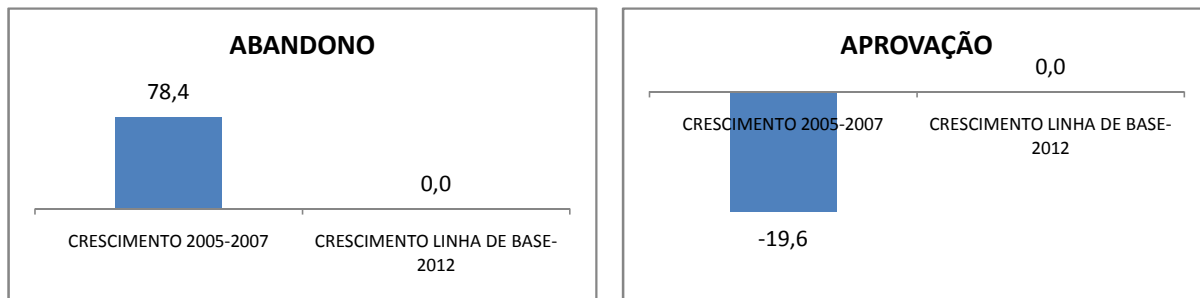 ABANDONO
78,4
0,0
CRESCIMENTO 2005-2007
CRESCIMENTO LINHA DE BASE-
2012
APROVAÇÃO
0,0
CRESCIMENTO 2005-2007
CRESCIMENTO LINHA DE BASE-
2012
-19,6